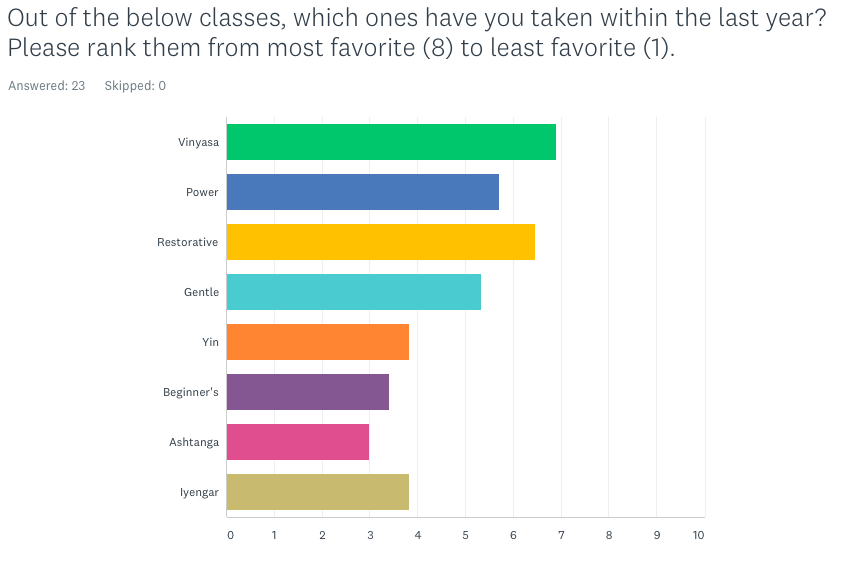 Out of the below classes, which ones have you taken within the last year?
Please rank them from most favorite (8) to least favorite (1).
Answered: 23 Skipped: 0
Vinyasa
Power
Restorative
Gentle
Yin
Beginner's
Ashtanga
Iyengar
0 1 2 3 4 5 6 7 8 9 10